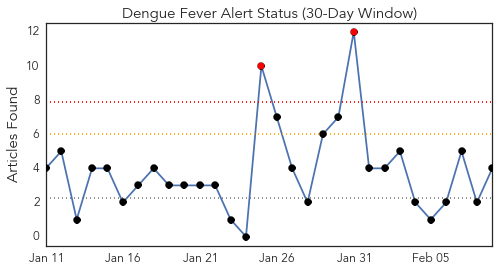 Dengue Fever Alert Status (30-Day Window)
Articles Found
12
10
8
6
4
2
0
Jan 11 Jan 16 Jan 21 Jan 26 Jan 31 Feb 05